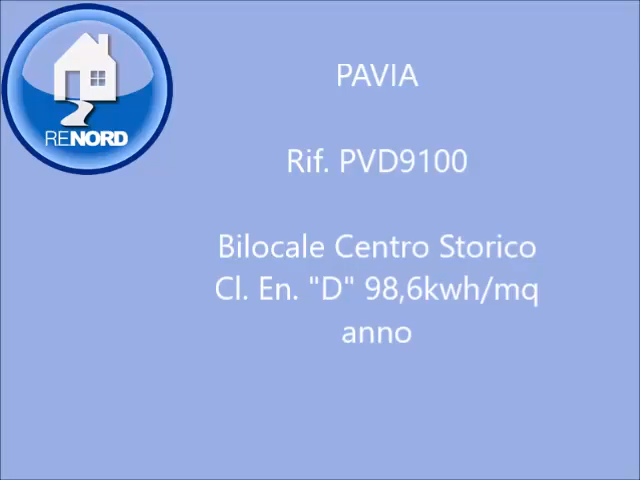 RENORD
PAVIA
Rif. PVD9100
Bilocale Centro Storico
Cl. En. "D" 98,6kwh/mq
anno